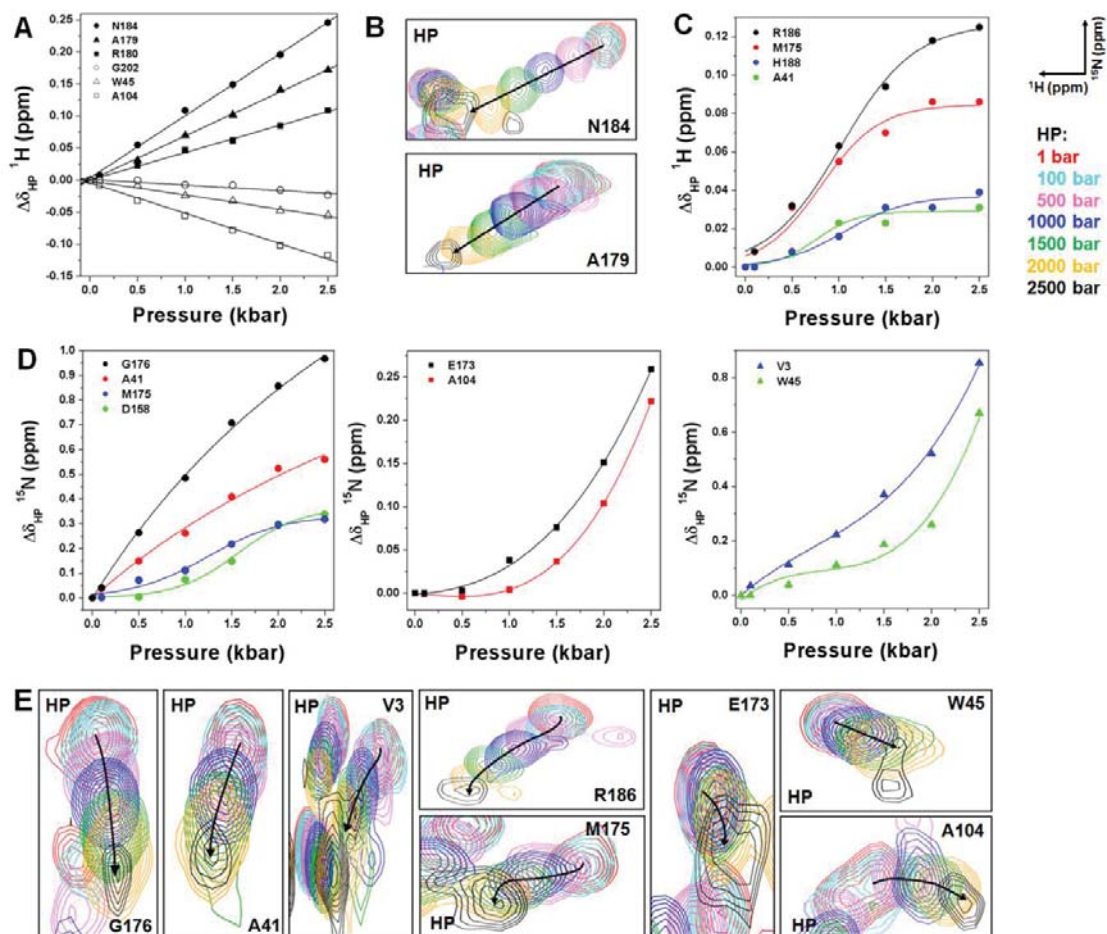 A
N184
A179
R180
G202
W45
A104
0.25
0.20
0.15
0.10
0.05
0.00
-0.05
-0.10
-0.15
ΔδHP 1H (ppm)
0.0 0.5 1.0 1.5 2.0 2.5
Pressure (kbar)
B
HP
N184
HP
A179
C
R186
M175
H188
A41
0.12
0.10
0.08
0.06
0.04
0.02
0.00
ΔδHP 1H (ppm)
0.0 0.5 1.0 1.5 2.0 2.5
Pressure (kbar)
15N (ppm)
1H (ppm)
HP:
1 bar
100 bar
500 bar
1000 bar
1500 bar
2000 bar
2500 bar
D
G176
A41
M175
D158
1.0
0.9
0.8
0.7
0.6
0.5
0.4
0.3
0.2
0.1
0.0
ΔδHP 15N (ppm)
0.0 0.5 1.0 1.5 2.0 2.5
Pressure (kbar)
E173
A104
0.25
0.20
0.15
0.10
0.05
0.00
ΔδHP 15N (ppm)
0.0 0.5 1.0 1.5 2.0 2.5
Pressure (kbar)
V3
W45
0.8
0.6
0.4
0.2
0.0
ΔδHP 15N (ppm)
0.0 0.5 1.0 1.5 2.0 2.5
Pressure (kbar)
E
HP
G176
HP
A41
HP V3
HP
R186
M175
HP
HP E173
W45
HP
A104
HP